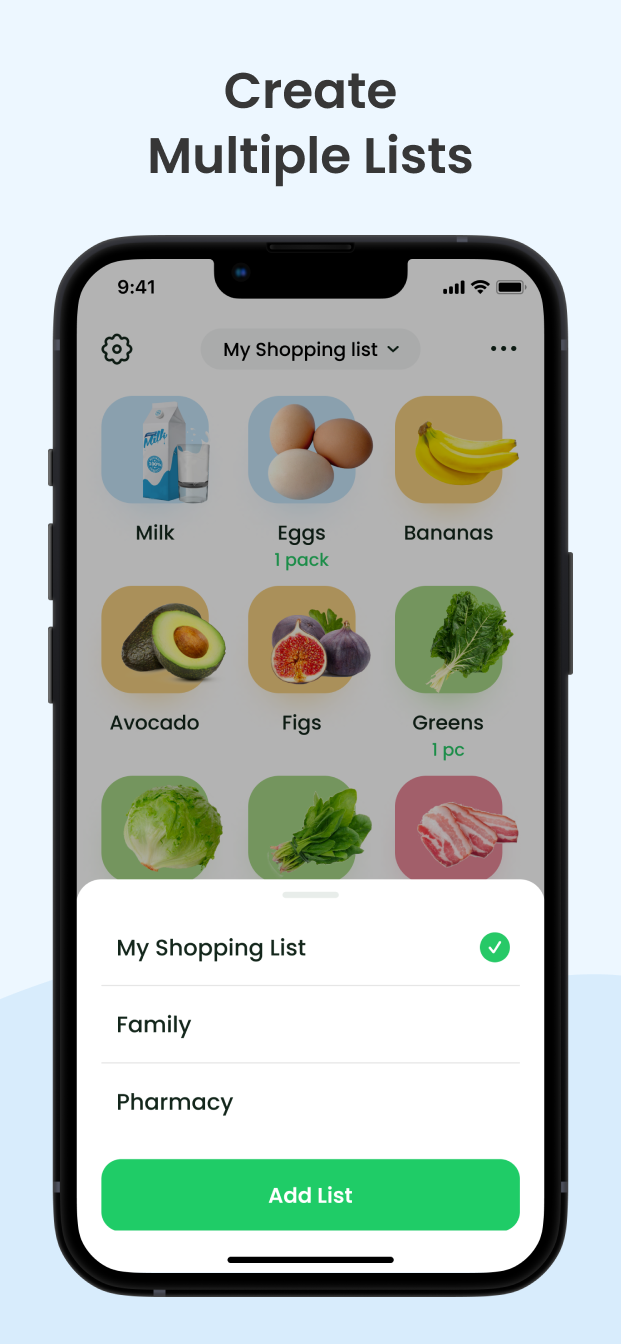 Create
Multiple Lists
9:41
My Shopping list
Milk
Milk Eggs Bananas
1 pack
Avocado Figs Greens
1 pc
My Shopping List
Family
Pharmacy
Add List